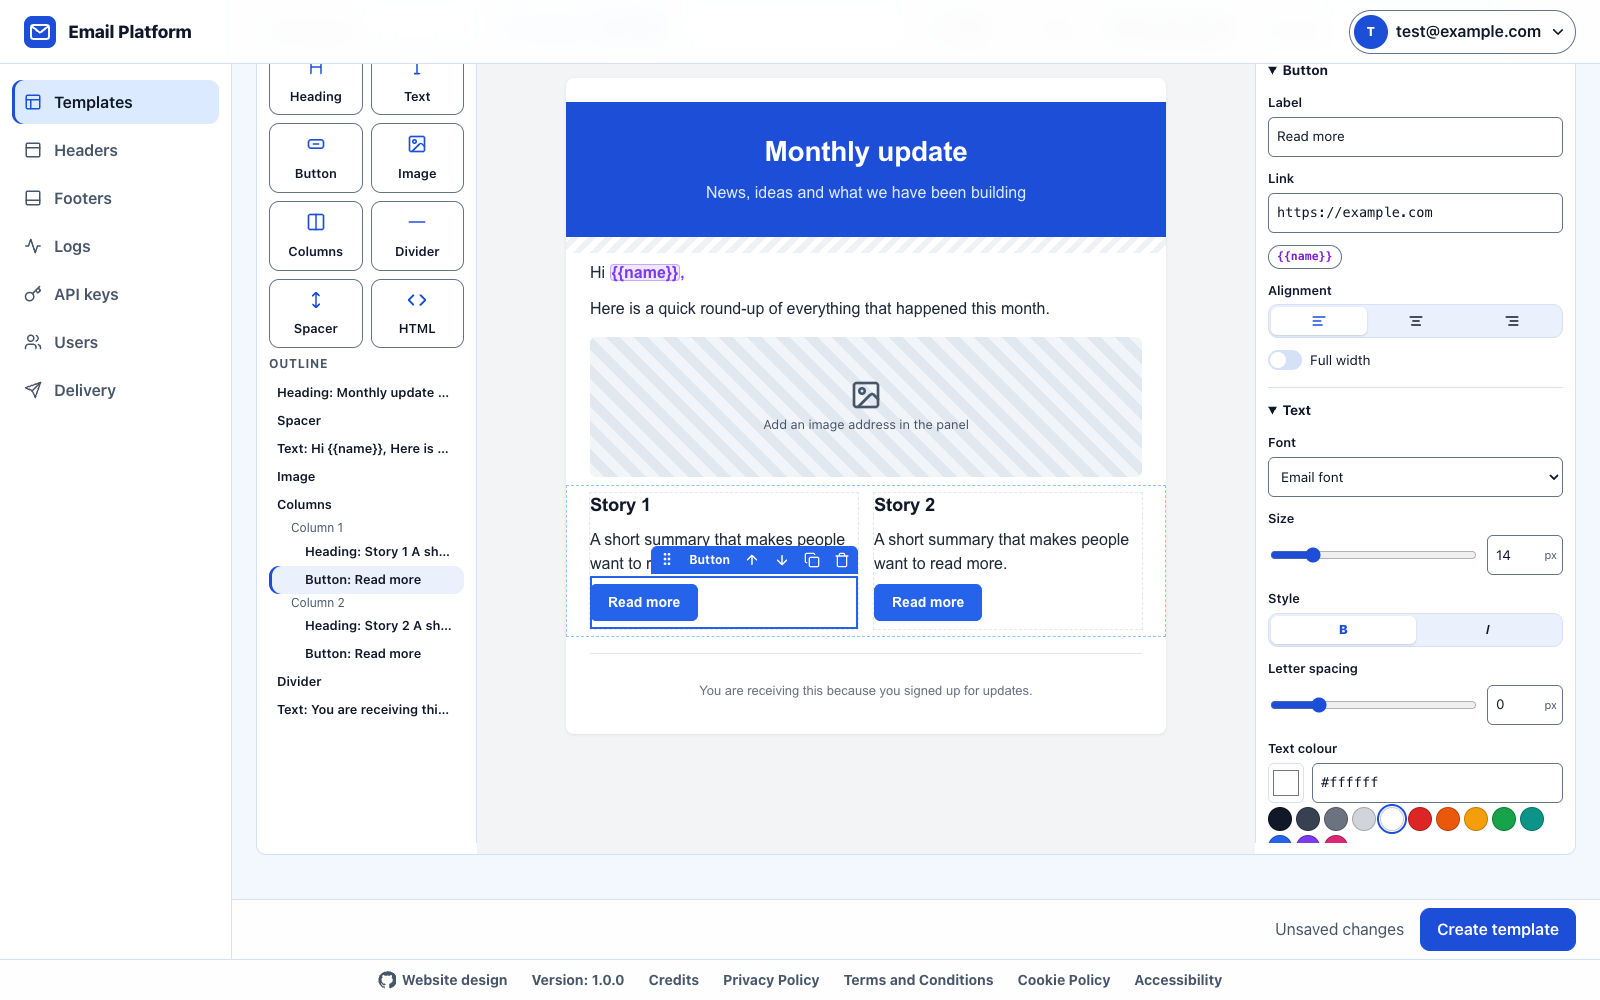 Email Platform
T test@example.com
Templates
Headers
Footers
Logs
API keys
Users
Delivery
Heading
Text
Button
Image
Columns
Divider
Spacer
HTML
OUTLINE
Heading: Monthly update ...
Spacer
Text: Hi {{name}}, Here is ...
Image
Columns
Column 1
Heading: Story 1 A sh...
Button: Read more
Column 2
Heading: Story 2 A sh...
Button: Read more
Divider
Text: You are receiving thi...
Monthly update
News, ideas and what we have been building
Hi {{name}},
Here is a quick round-up of everything that happened this month.
Add an image address in the panel
Story 1
A short summary that makes people
want to r
Button
Read more
Story 2
A short summary that makes people
want to read more.
Read more
You are receiving this because you signed up for updates.
Button
Label
Read more
Link
https://example.com
{{name}}
Alignment
Full width
Text
Font
Email font
Size
14 px
Style
B I
Letter spacing
0 px
Text colour
#ffffff
Unsaved changes
Create template
Website design Version: 1.0.0 Credits Privacy Policy Terms and Conditions Cookie Policy Accessibility